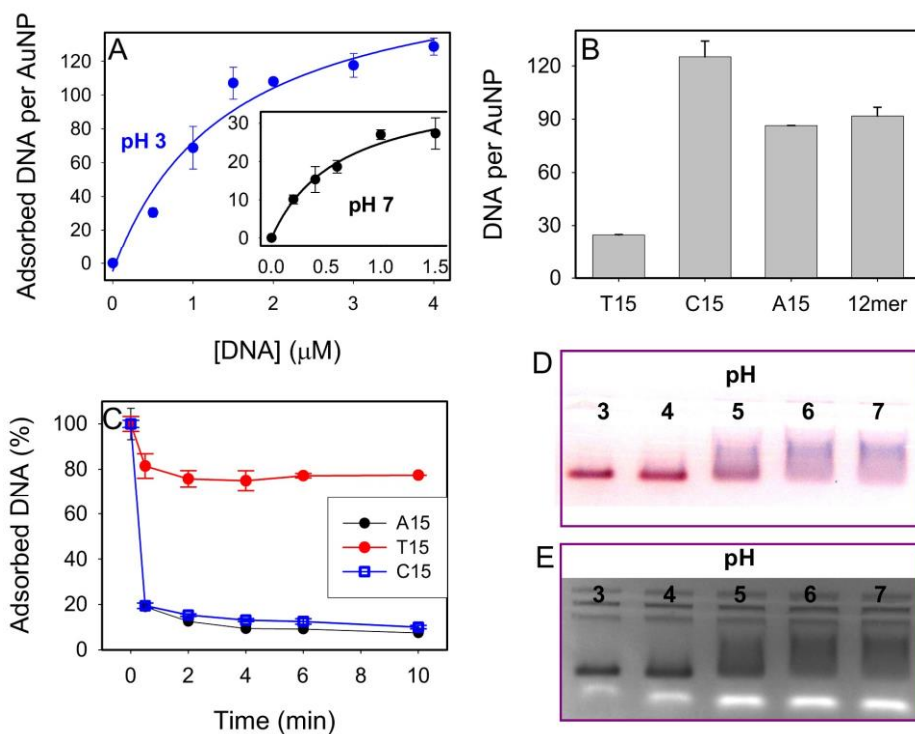 A
Adsorbed DNA per AuNP
120
100
80
60
40
20
0
pH 3
30
20
10
0
pH 7
0.0 0.5 1.0 1.5
0 1 2 3 4
[DNA] (μM)
B
DNA per AuNP
120
90
60
30
0
T15 C15 A15 12mer
C
Adsorbed DNA (%)
100
80
60
40
20
0
A15
T15
C15
0 2 4 6 8 10
Time (min)
D
pH
3 4 5 6 7
E
pH
3 4 5 6 7